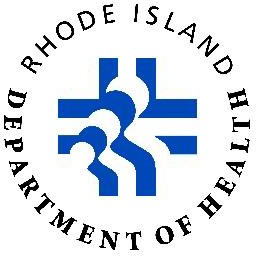 RHODE ISLAND
DEPARTMENT OF HEALTH